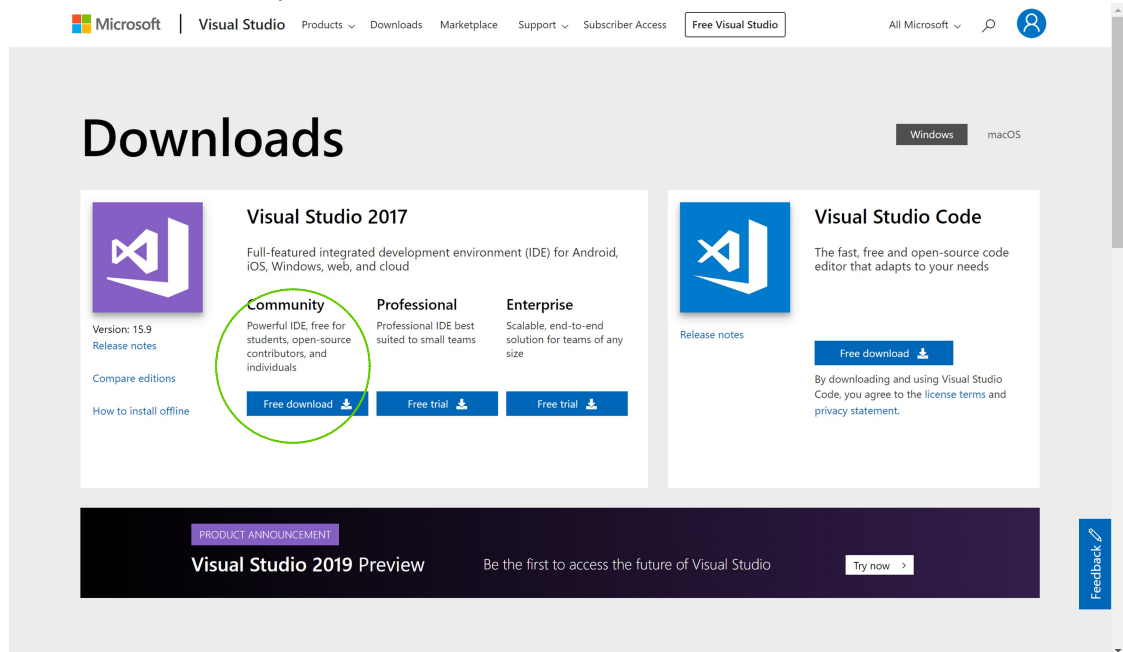 Microsoft Visual Studio Products Downloads Marketplace Support Subscriber Access Free Visual Studio All Microsoft
Downloads
Windows macOS
Visual Studio 2017
Full-featured integrated development environment (IDE) for Android,
iOS, Windows, web, and cloud
Version: 15.9
Release notes
Compare editions
How to install offline
Community
Powerful IDE, free for
students, open-source
contributors, and
individuals
Free download
Professional
Professional IDE best
suited to small teams
Free trial
Enterprise
Scalable, end-to-end
solution for teams of any
size
Free trial
Visual Studio Code
The fast, free and open-source code
editor that adapts to your needs
Release notes
Free download
By downloading and using Visual Studio
Code, you agree to the license terms and
privacy statement.
PRODUCT ANNOUNCEMENT
Visual Studio 2019 Preview
Be the first to access the future of Visual Studio
Try now
Feedback